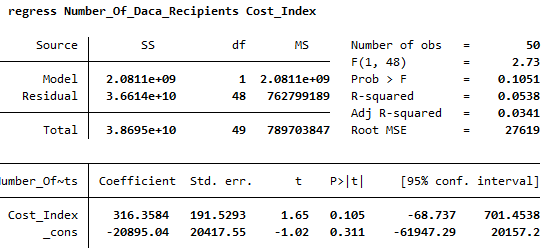 regress Number_Of_Daca_Recipients Cost_Index
Source SS df MS Number of obs = 50
F(1, 48) = 2.73
Model 2.0811e+09 1 2.0811e+09 Prob > F = 0.1051
Residual 3.6614e+10 48 762799189 R-squared = 0.0538
Adj R-squared = 0.0341
Total 3.8695e+10 49 789703847 Root MSE = 27619
Number_Of~ts Coefficient Std. err. t P>|t| [95% conf. interval]
Cost_Index 316.3584 191.5293 1.65 0.105 -68.737 701.4538
_cons -20895.04 20417.55 -1.02 0.311 -61947.29 20157.2